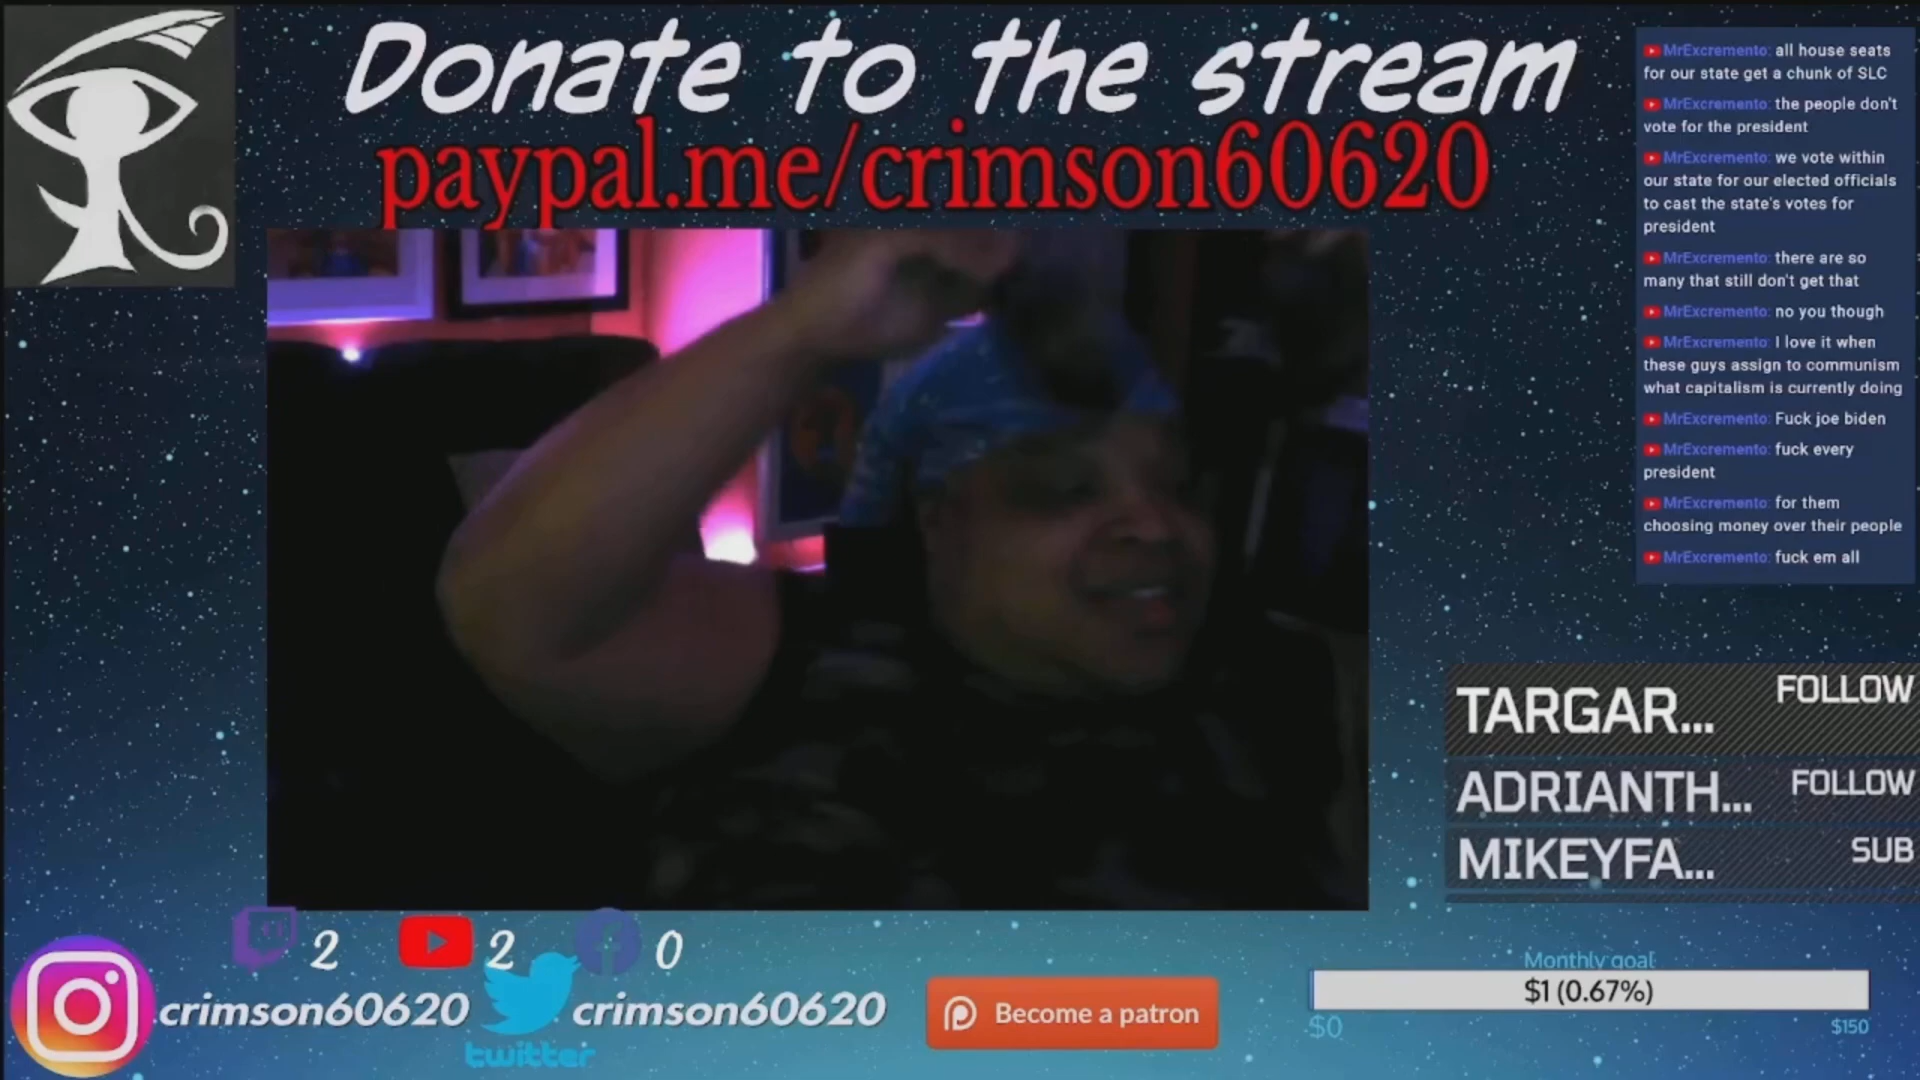 Donate to the stream
paypal.me/crimson60620
MrExcremento: all house seats
for our state get a chunk of SLC
MrExcremento: the people don't
vote for the president
MrExcremento: we vote within
our state for our elected officials
to cast the state's votes for
president
MrExcremento: there are so
many that still don't get that
MrExcremento: no you though
MrExcremento: I love it when
these guys assign to communism
what capitalism is currently doing
MrExcremento: Fuck joe biden
MrExcremento: fuck every
president
MrExcremento: for them
choosing money over their people
MrExcremento: fuck em all
TARGAR... FOLLOW
ADRIANTH... FOLLOW
MIKEYFA... SUB
2 2 0
crimson60620 crimson60620
twitter
Become a patron
Monthly goal
$1 (0.67%)
$0 $150